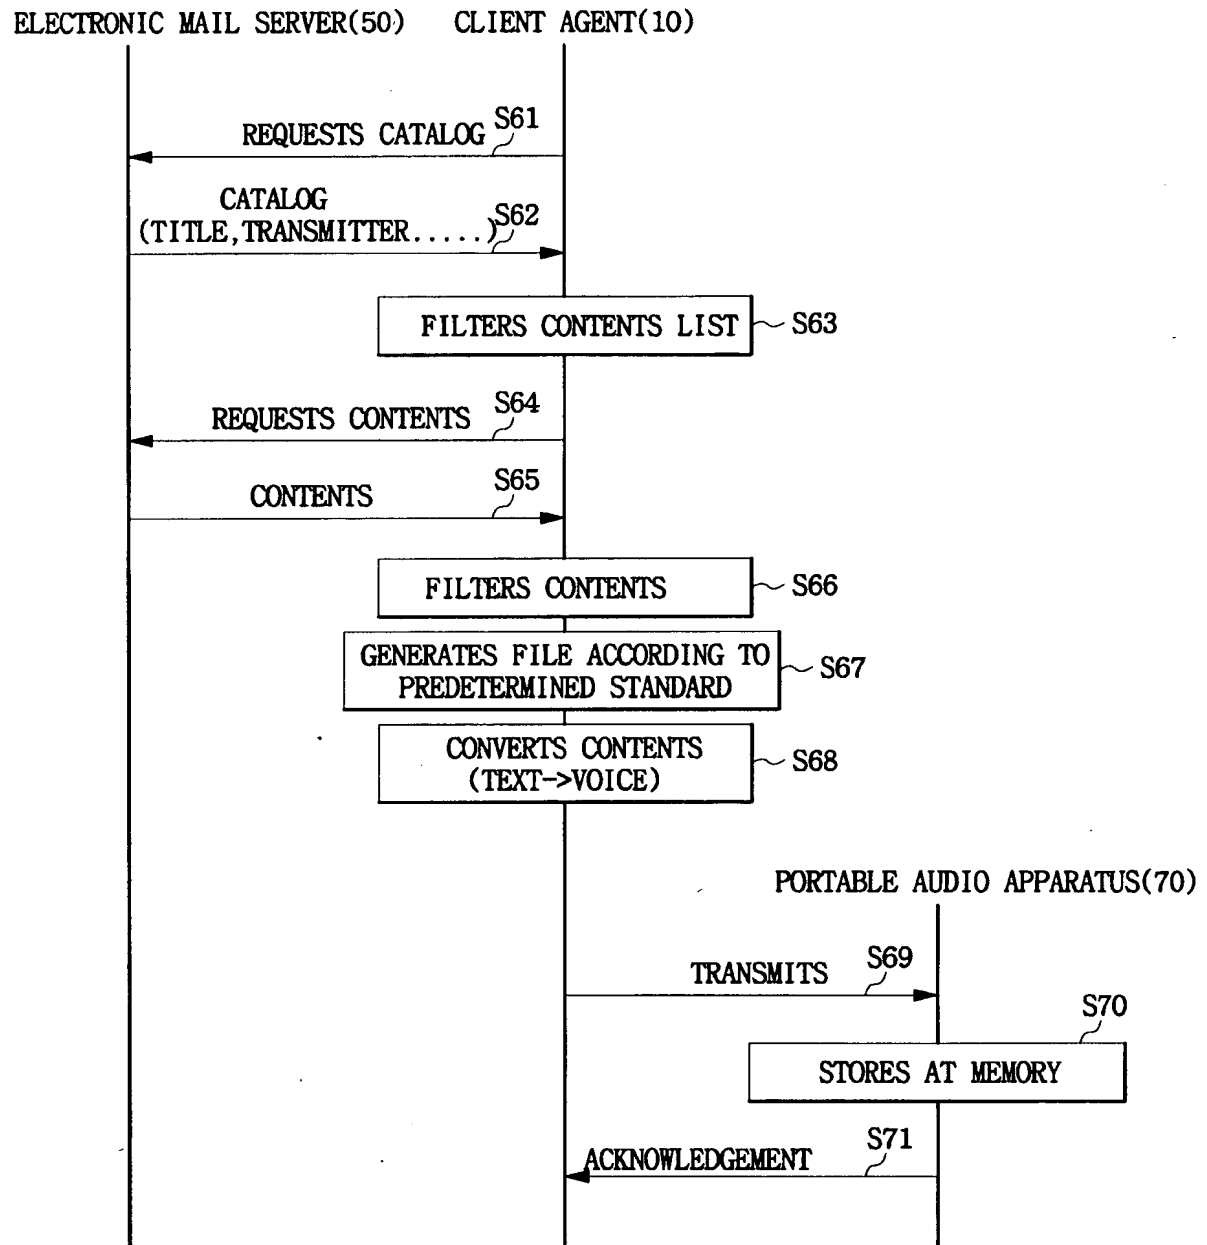 ELECTRONIC MAIL SERVER(50) CLIENT AGENT(10)
REQUESTS CATALOG S61
CATALOG
(TITLE,TRANSMITTER.....) S62
FILTERS CONTENTS LIST S63
REQUESTS CONTENTS S64
CONTENTS S65
FILTERS CONTENTS S66
GENERATES FILE ACCORDING TO
PREDETERMINED STANDARD S67
CONVERTS CONTENTS
(TEXT->VOICE) S68
PORTABLE AUDIO APPARATUS(70)
TRANSMITS S69
S70
STORES AT MEMORY
ACKNOWLEDGEMENT S71